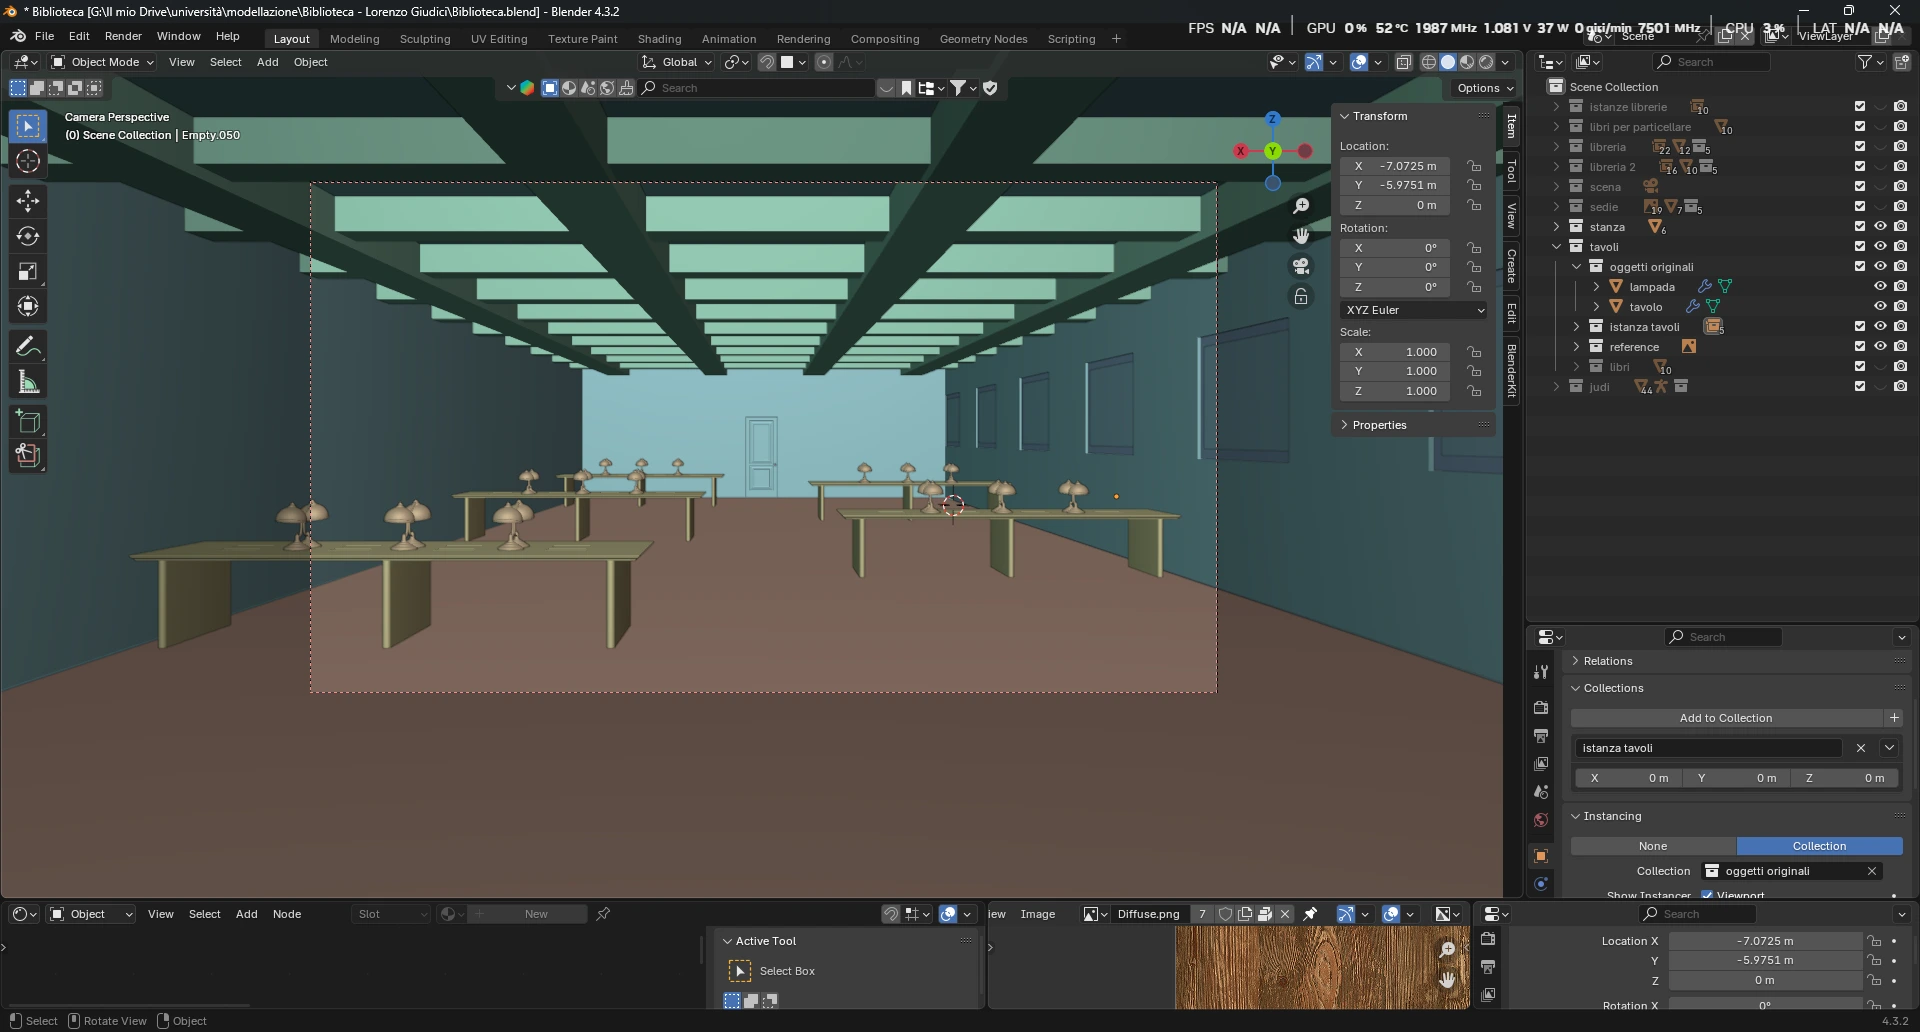 * Biblioteca [G:\Il mio Drive\università\modellazione\Biblioteca - Lorenzo Giudici\Biblioteca.blend] - Blender 4.3.2
FPS N/A N/A GPU 0% 52°C 1987 MHz 1.081 V 37 W 0 giri/min 7501 MHz CPU 3% LAT N/A N/A
File Edit Render Window Help Layout Modeling Sculpting UV Editing Texture Paint Shading Animation Rendering Compositing Geometry Nodes Scripting + Scene ViewLayer
Object Mode View Select Add Object Global
Search
Search
Options
Camera Perspective
(0) Scene Collection | Empty.050
Z
X
Y
Transform
Location:
X -7.0725 m
Y -5.9751 m
Z 0 m
Rotation:
X 0°
Y 0°
Z 0°
XYZ Euler
Scale:
X 1.000
Y 1.000
Z 1.000
Properties
Item
Tool
View
Create
Edit
BlenderKit
Scene Collection
istanze librerie 10
libri per particellare 10
libreria 22 12 5
libreria 2 16 10 5
scena
sedie 19 7 5
stanza 6
tavoli
oggetti originali
lampada
tavolo
istanza tavoli 5
reference
libri 10
judi 44
Search
Relations
Collections
Add to Collection +
istanza tavoli
X 0 m Y 0 m Z 0 m
Instancing
None Collection
Collection oggetti originali
Show Instancer Viewport
Object View Select Add Node Slot New
Active Tool
Select Box
iew Image Diffuse.png 7
Search
Location X -7.0725 m
Y -5.9751 m
Z 0 m
Rotation X 0°
Select Rotate View Object
4.3.2